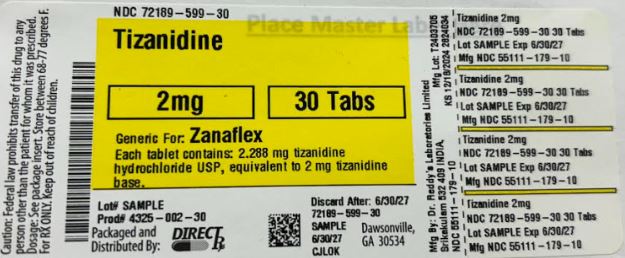 NDC 72189-599-30
Place Master Lab
Tizanidine
2mg
30 Tabs
Generic For: Zanaflex
Each tablet contains: 2.288 mg tizanidine
hydrochloride USP, equivalent to 2 mg tizanidine
base.
Lot# SAMPLE
Prod# 4325-002-30
Packaged and
Distributed By:
DIRECT Rx
Discard After: 6/30/27
72189-599-30
SAMPLE
6/30/27
CJLOK
Dawsonville,
GA 30534
Caution: Federal law prohibits transfer of this drug to any
person other than the patient for whom it was prescribed.
Dosage: See package insert. Store between 68-77 degrees F.
For RX ONLY. Keep out of reach of children.
Mfg By: Dr. Reddy's Laboratories Limited
Srikakulam 532 409 INDIA
NDC 55111-179-10
Mfg Lot: T2403705
KS 12/18/2024 2824034
Tizanidine 2mg
NDC 72189-599-30 30 Tabs
Lot SAMPLE Exp 6/30/27
Mfg NDC 55111-179-10
Tizanidine 2mg
NDC 72189-599-30 30 Tabs
Lot SAMPLE Exp 6/30/27
Mfg NDC 55111-179-10
Tizanidine 2mg
NDC 72189-599-30 30 Tabs
Lot SAMPLE Exp 6/30/27
Mfg NDC 55111-179-10
Tizanidine 2mg
NDC 72189-599-30 30 Tabs
Lot SAMPLE Exp 6/30/27
Mfg NDC 55111-179-10